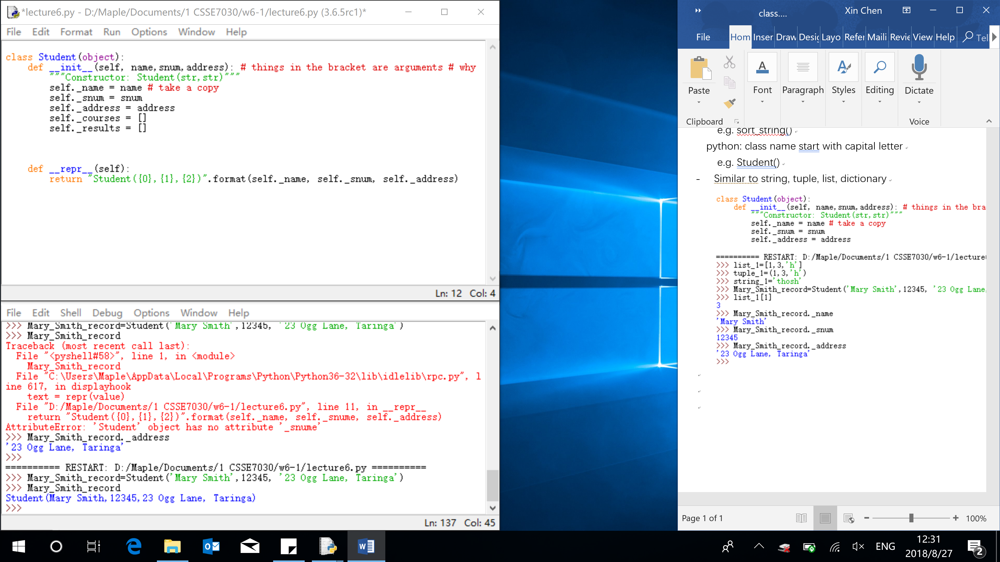 *lecture6.py - D:/Maple/Documents/1 CSSE7030/w6-1/lecture6.py (3.6.5rc1)*
File Edit Format Run Options Window Help
class Student(object):
    def __init__(self, name,snum,address): # things in the bracket are arguments # why
        """Constructor: Student(str,str)"""
        self._name = name # take a copy
        self._snum = snum
        self._address = address
        self._courses = []
        self._results = []
    def __repr__(self):
        return "Student({0},{1},{2})".format(self._name, self._snum, self._address)
Ln: 12 Col: 4
File Edit Shell Debug Options Window Help
>>> Mary_Smith_record=Student('Mary Smith',12345, '23 Ogg Lane, Taringa')
>>> Mary_Smith_record
Traceback (most recent call last):
  File "<pyshell#58>", line 1, in <module>
    Mary_Smith_record
  File "C:\Users\Maple\AppData\Local\Programs\Python\Python36-32\lib\idlelib\rpc.py", l
ine 617, in displayhook
    text = repr(value)
  File "D:/Maple/Documents/1 CSSE7030/w6-1/lecture6.py", line 11, in __repr__
    return "Student({0},{1},{2})".format(self._name, self._snume, self._address)
AttributeError: 'Student' object has no attribute '_snume'
>>> Mary_Smith_record._address
'23 Ogg Lane, Taringa'
>>>
========== RESTART: D:/Maple/Documents/1 CSSE7030/w6-1/lecture6.py ==========
>>> Mary_Smith_record=Student('Mary Smith',12345, '23 Ogg Lane, Taringa')
>>> Mary_Smith_record
Student(Mary Smith,12345,23 Ogg Lane, Taringa)
>>>
Ln: 137 Col: 45
class.... Xin Chen
File Hom Inser Draw Desig Layo Refer Maili Revie View Help Tel
Paste Font Paragraph Styles Editing Dictate
Clipboard Voice
e.g. sort_string()
python: class name start with capital letter
e.g. Student()
- Similar to string, tuple, list, dictionary
class Student(object):
    def __init__(self, name,snum,address): # things in the bra
        """Constructor: Student(str,str)"""
        self._name = name # take a copy
        self._snum = snum
        self._address = address
========== RESTART: D:/Maple/Documents/1 CSSE7030/w6-1/lecture
>>> list_1=[1,3,'h']
>>> tuple_1=(1,3,'h')
>>> string_1='thosh'
>>> Mary_Smith_record=Student('Mary Smith',12345, '23 Ogg Lane,
>>> list_1[1]
3
>>> Mary_Smith_record._name
'Mary Smith'
>>> Mary_Smith_record._snum
12345
>>> Mary_Smith_record._address
'23 Ogg Lane, Taringa'
>>>
Page 1 of 1 100%
ENG
12:31
2018/8/27
2